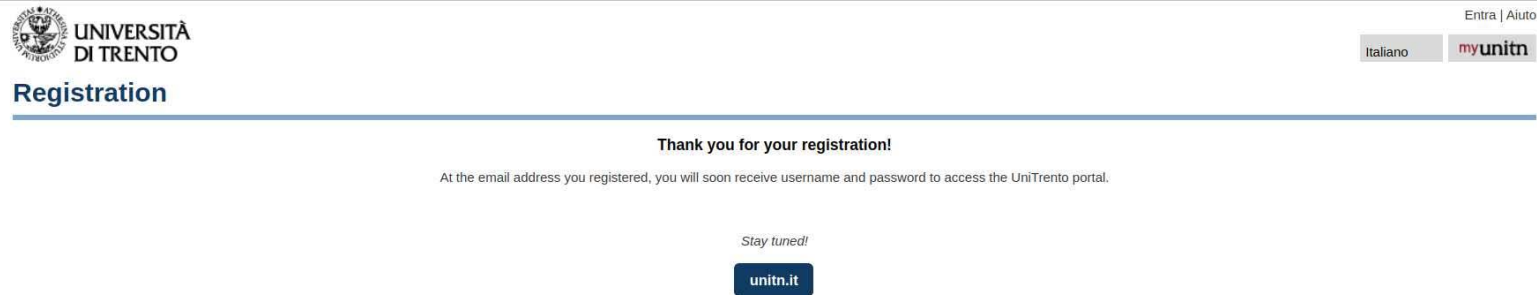 UNIVERSITÀ
DI TRENTO
Entra | Aiuto
Italiano
myunitn
Registration
Thank you for your registration!
At the email address you registered, you will soon receive username and password to access the UniTrento portal.
Stay tuned!
unitn.it